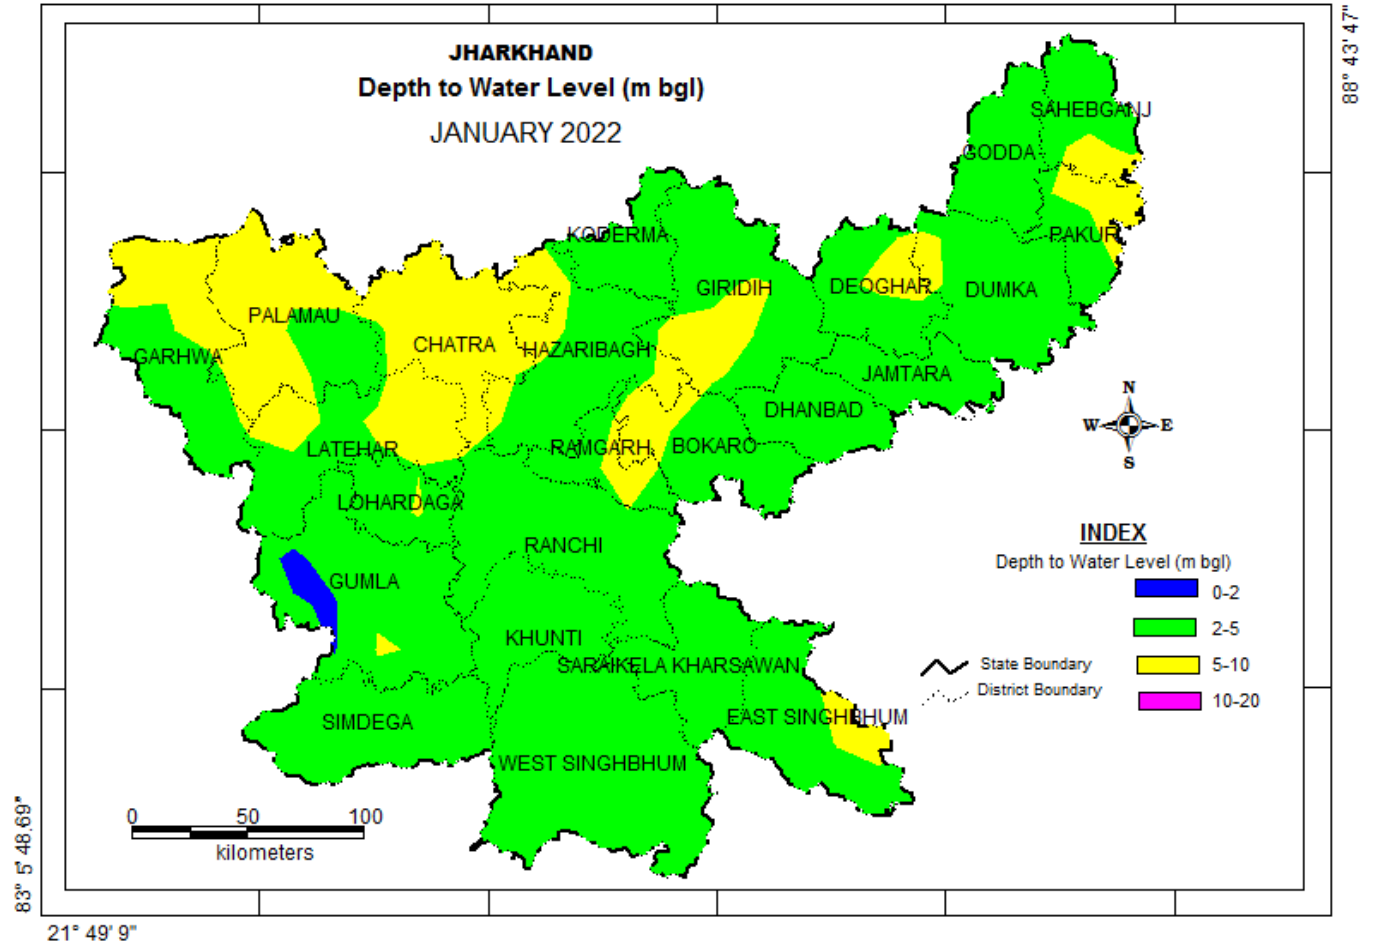 JHARKHAND
Depth to Water Level (m bgl)
JANUARY 2022
88° 43' 47"
SAHEBGANJ
GODDA
KODERMA
PAKUR
GIRIDIH
DEOGHAR
DUMKA
PALAMAU
GARHWA
CHATRA
HAZARIBAGH
JAMTARA
DHANBAD
N
W
E
S
LATEHAR
RAMGARH
BOKARO
LOHARDAGA
RANCHI
GUMLA
KHUNTI
SARAIKELA KHARSAWAN
SIMDEGA
EAST SINGHBHUM
WEST SINGHBHUM
INDEX
Depth to Water Level (m bgl)
0-2
2-5
5-10
10-20
State Boundary
District Boundary
0 50 100
kilometers
83° 5' 48.69"
21° 49' 9"